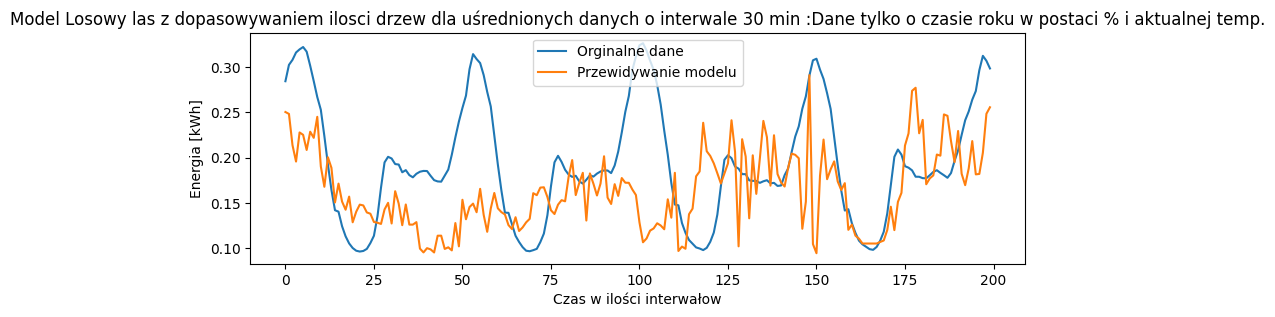 Model Losowy las z dopasowywaniem ilosci drzew dla uśrednionych danych o interwale 30 min :Dane tylko o czasie roku w postaci % i aktualnej temp.
Orginalne dane
Przewidywanie modelu
Energia [kWh]
0.30
0.25
0.20
0.15
0.10
0 25 50 75 100 125 150 175 200
Czas w ilości interwałow